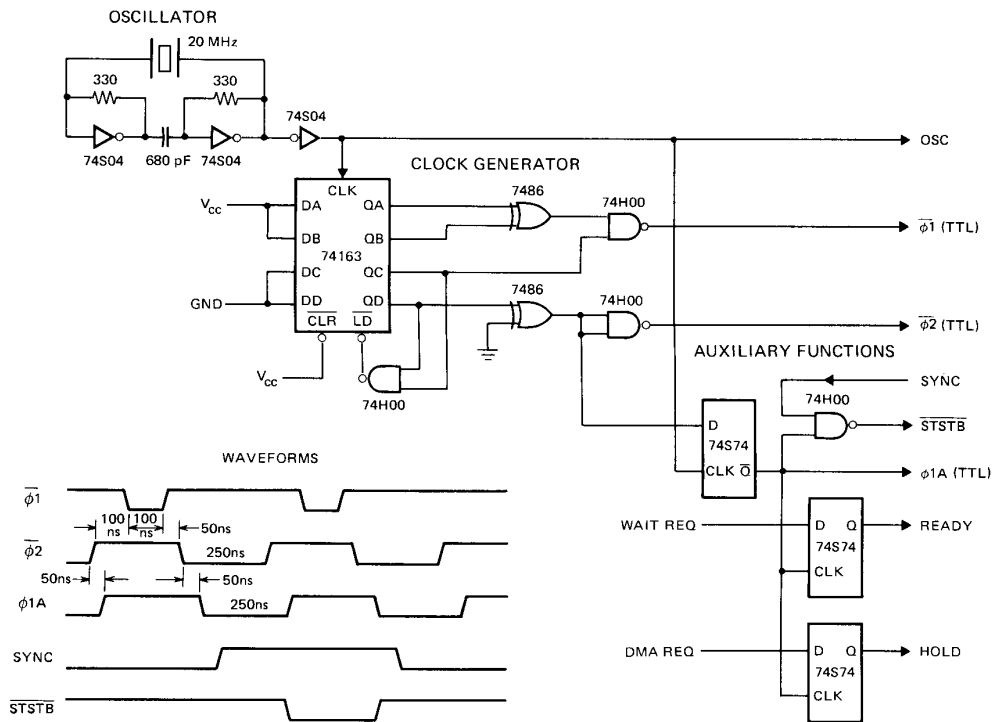 OSCILLATOR
20 MHz
330
330
74S04
680 pF
74S04
74S04
OSC
CLOCK GENERATOR
CLK
VCC
DA
QA
7486
74H00
φ1 (TTL)
DB
QB
74163
DC
QC
GND
DD
QD
7486
74H00
φ2 (TTL)
CLR
LD
VCC
74H00
AUXILIARY FUNCTIONS
SYNC
74H00
STSTB
D
74S74
CLK Q
φ1A (TTL)
WAIT REQ
D Q
74S74
CLK
READY
DMA REQ
D Q
74S74
CLK
HOLD
WAVEFORMS
φ1
100 ns
100 ns
50ns
φ2
250ns
50ns
50ns
φ1A
250ns
SYNC
STSTB